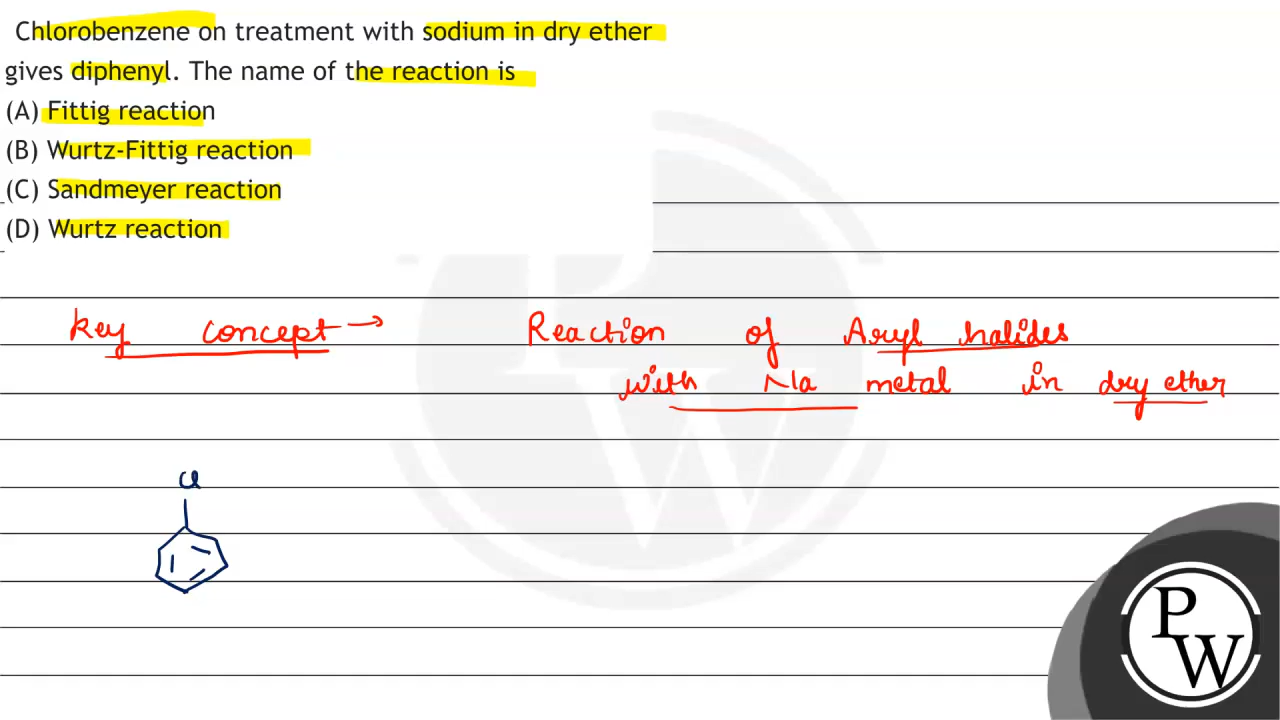 Chlorobenzene on treatment with sodium in dry ether
gives diphenyl. The name of the reaction is
(A) Fittig reaction
(B) Wurtz-Fittig reaction
(C) Sandmeyer reaction
(D) Wurtz reaction
Key concept → Reaction of Aryl halides
with Na metal in dry ether
Cl
P
W